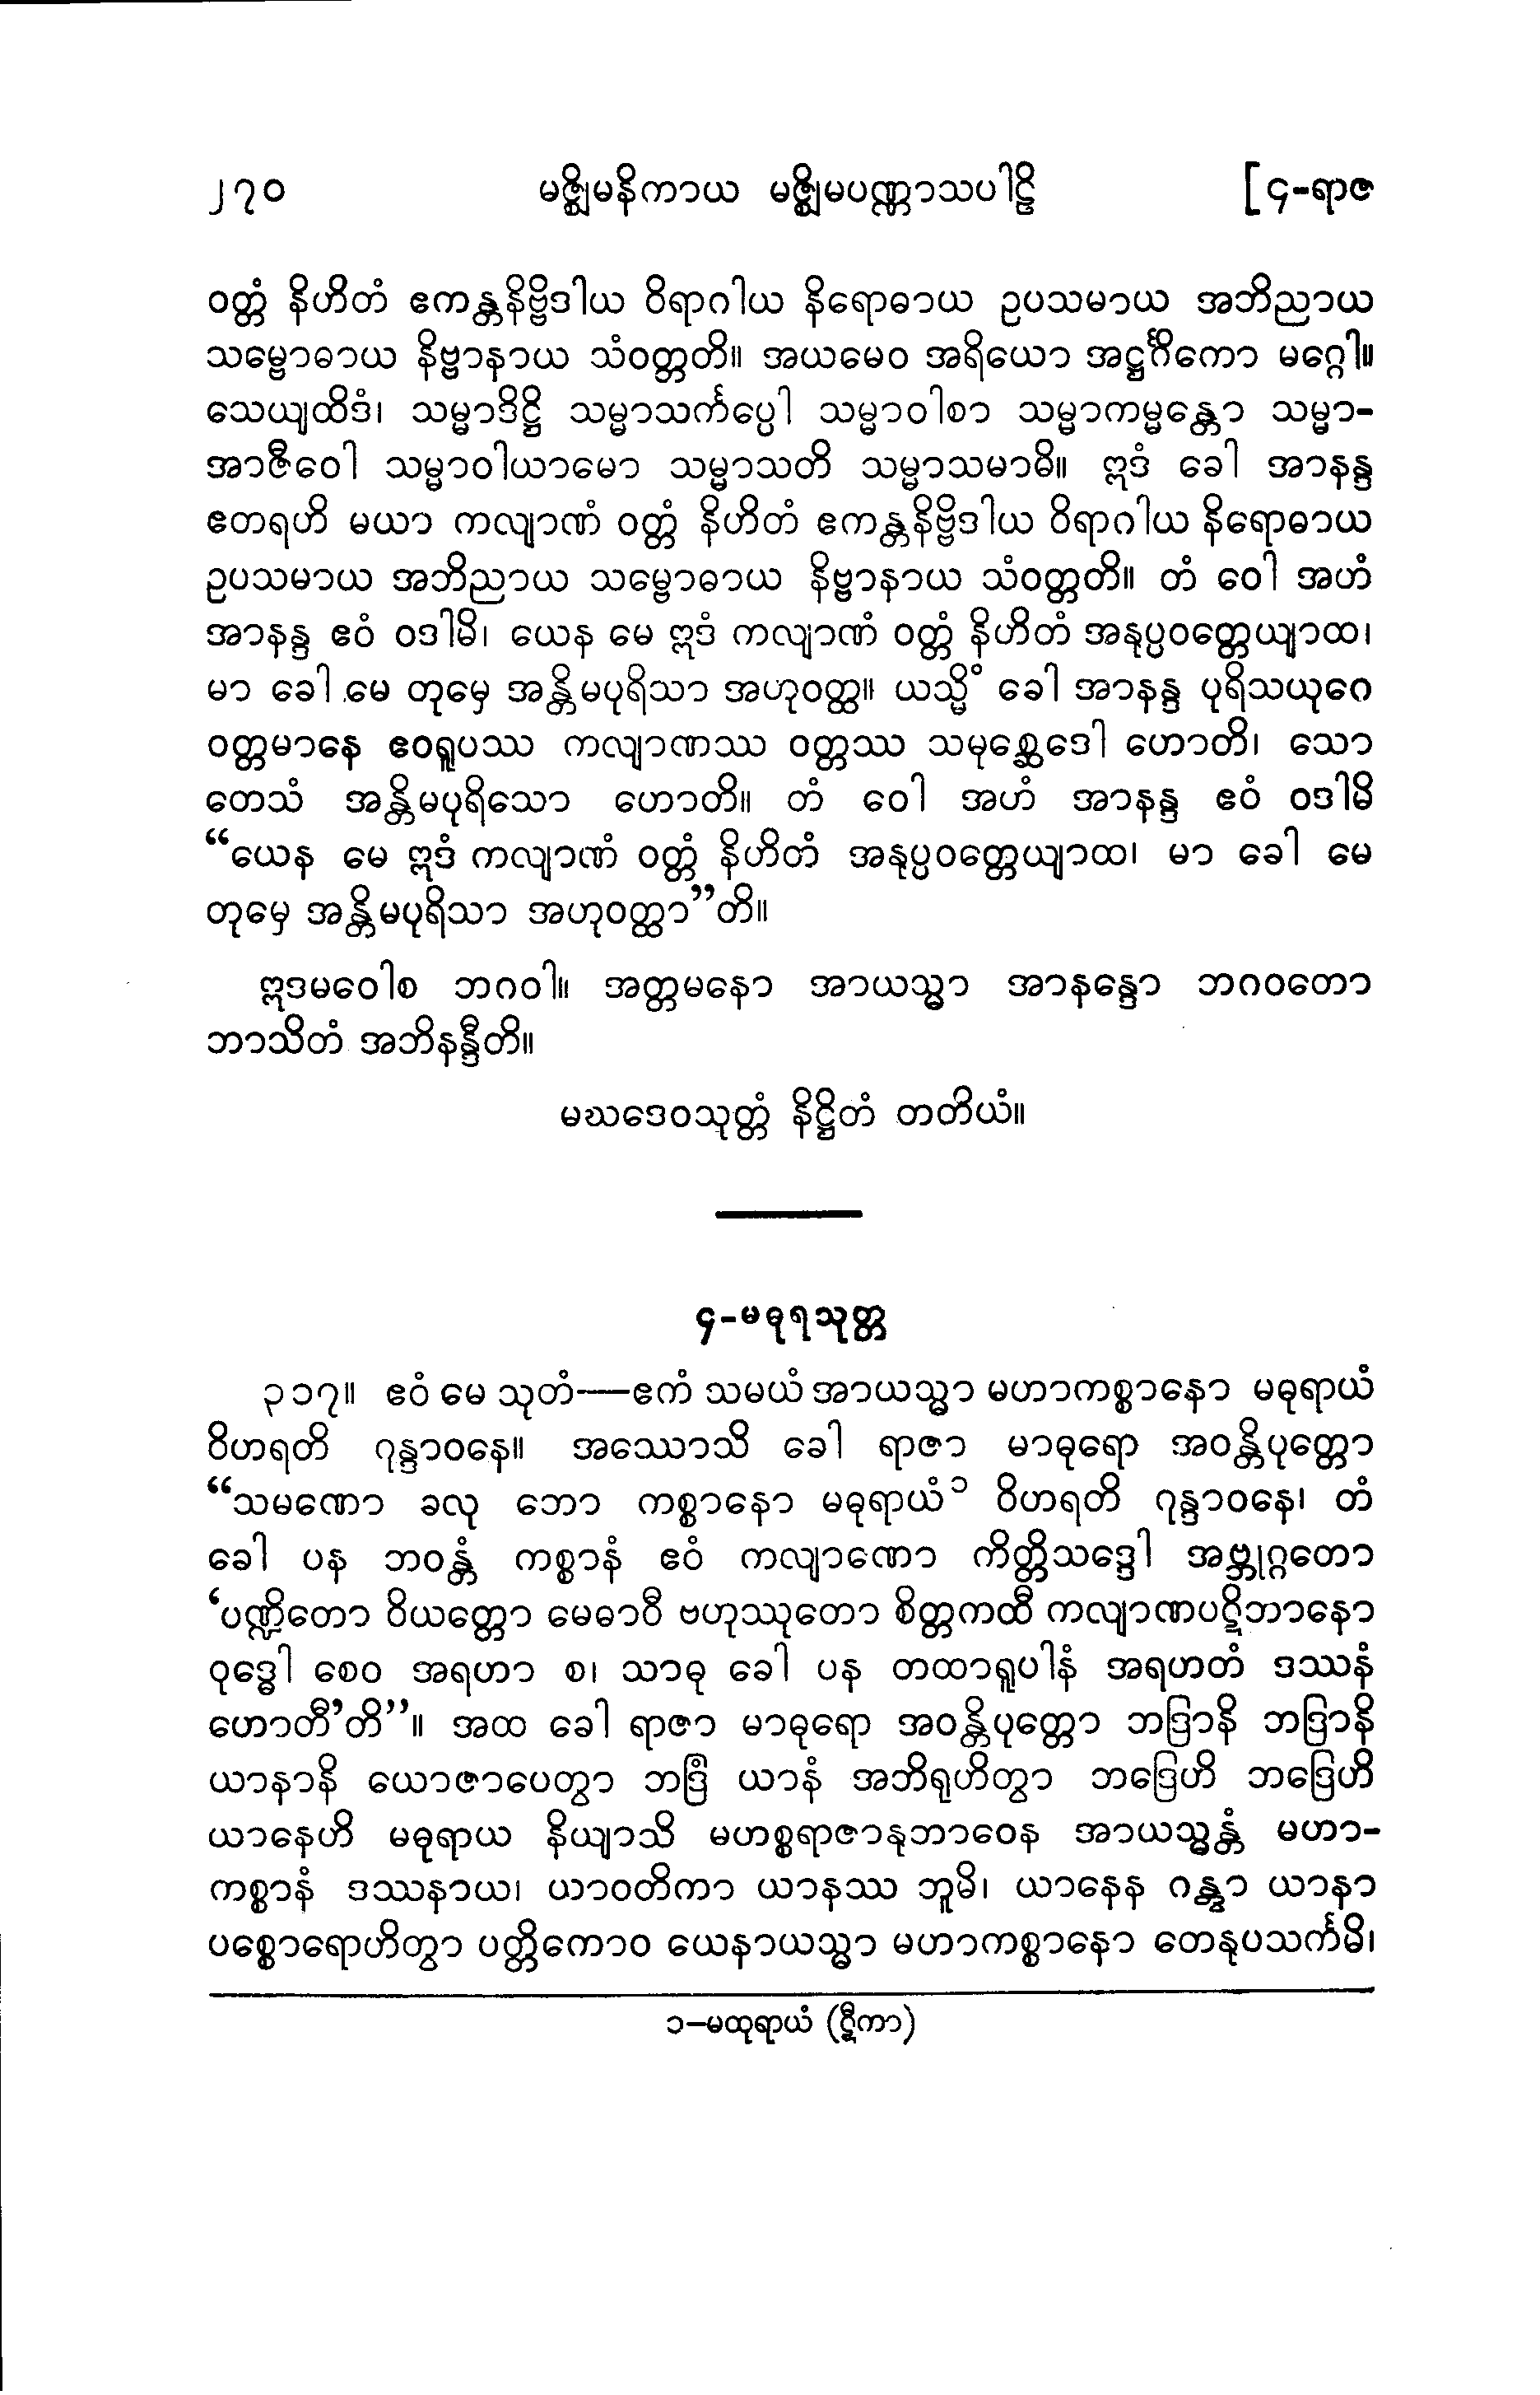 ၂၇၀ မဇ္ဈိမနိကာယ မဇ္ဈိမပဏ္ဏာသပါဠိ [၄-ရာဇ
ဝတ္တံ နိဟိတံ ဧကန္တနိဗ္ဗိဒါယ ဝိရာဂါယ နိရောဓာယ ဥပသမာယ အဘိညာယ
သမ္ဗောဓာယ နိဗ္ဗာနာယ သံဝတ္တတိ။ အယမေဝ အရိယော အဋ္ဌင်္ဂိကော မဂ္ဂေါ။
သေယျထိဒံ၊ သမ္မာဒိဋ္ဌိ သမ္မာသင်္ကပ္ပေါ သမ္မာဝါစာ သမ္မာကမ္မန္တော သမ္မာ-
အာဇီဝေါ သမ္မာဝါယာမော သမ္မာသတိ သမ္မာသမာဓိ။ ဣဒံ ခေါ အာနန္ဒ
ဧတရဟိ မယာ ကလျာဏံ ဝတ္တံ နိဟိတံ ဧကန္တနိဗ္ဗိဒါယ ဝိရာဂါယ နိရောဓာယ
ဥပသမာယ အဘိညာယ သမ္ဗောဓာယ နိဗ္ဗာနာယ သံဝတ္တတိ။ တံ ဝေါ အဟံ
အာနန္ဒ ဧဝံ ဝဒါမိ၊ ယေန မေ ဣဒံ ကလျာဏံ ဝတ္တံ နိဟိတံ အနုပ္ပဝတ္တေယျာထ၊
မာ ခေါ မေ တုမှေ အန္တိမပုရိသာ အဟုဝတ္ထ။ ယသ္မိံ ခေါ အာနန္ဒ ပုရိသယုဂေ
ဝတ္တမာနေ ဧဝရူပဿ ကလျာဏဿ ဝတ္တဿ သမုစ္ဆေဒေါ ဟောတိ၊ သော
တေသံ အန္တိမပုရိသော ဟောတိ။ တံ ဝေါ အဟံ အာနန္ဒ ဧဝံ ဝဒါမိ
“ယေန မေ ဣဒံ ကလျာဏံ ဝတ္တံ နိဟိတံ အနုပ္ပဝတ္တေယျာထ၊ မာ ခေါ မေ
တုမှေ အန္တိမပုရိသာ အဟုဝတ္ထာ”တိ။
ဣဒမဝေါစ ဘဂဝါ။ အတ္တမနော အာယသ္မာ အာနန္ဒော ဘဂဝတော
ဘာသိတံ အဘိနန္ဒီတိ။
မဃဒေဝသုတ္တံ နိဋ္ဌိတံ တတိယံ။
၄-မဓုရသုတ္တ
၃၁၇။ ဧဝံ မေ သုတံ—ဧကံ သမယံ အာယသ္မာ မဟာကစ္စာနော မဓုရာယံ
ဝိဟရတိ ဂုန္ဒာဝနေ။ အဿောသိ ခေါ ရာဇာ မာဓုရော အဝန္တိပုတ္တော
“သမဏော ခလု ဘော ကစ္စာနော မဓုရာယံ၁ ဝိဟရတိ ဂုန္ဒာဝနေ၊ တံ
ခေါ ပန ဘဝန္တံ ကစ္စာနံ ဧဝံ ကလျာဏော ကိတ္တိသဒ္ဒေါ အဗ္ဘုဂ္ဂတော
‘ပဏ္ဍိတော ဝိယတ္တော မေဓာဝီ ဗဟုဿုတော စိတ္တကထီ ကလျာဏပဋိဘာနော
ဝုဒ္ဓေါ စေဝ အရဟာ စ၊ သာဓု ခေါ ပန တထာရူပါနံ အရဟတံ ဒဿနံ
ဟောတီ’တိ”။ အထ ခေါ ရာဇာ မာဓုရော အဝန္တိပုတ္တော ဘဒြာနိ ဘဒြာနိ
ယာနာနိ ယောဇာပေတွာ ဘဒြံ ယာနံ အဘိရုဟိတွာ ဘဒြေဟိ ဘဒြေဟိ
ယာနေဟိ မဓုရာယ နိယျာသိ မဟစ္စရာဇာနုဘာဝေန အာယသ္မန္တံ မဟာ-
ကစ္စာနံ ဒဿနာယ၊ ယာဝတိကာ ယာနဿ ဘူမိ၊ ယာနေန ဂန္တွာ ယာနာ
ပစ္စောရောဟိတွာ ပတ္တိကောဝ ယေနာယသ္မာ မဟာကစ္စာနော တေနုပသင်္ကမိ၊
၁–မထုရာယံ (ဋီကာ)